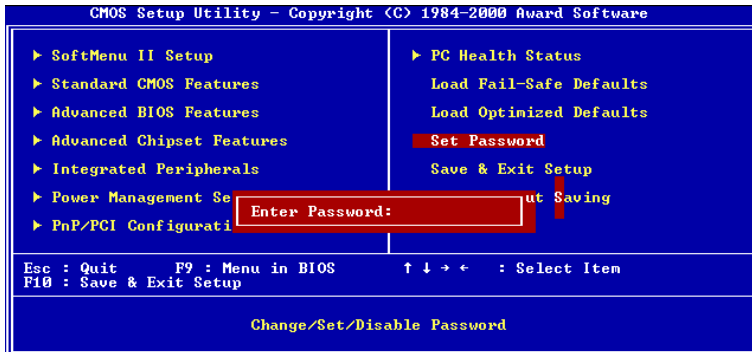 CMOS Setup Utility - Copyright (C) 1984-2000 Award Software
▶ SoftMenu II Setup
▶ Standard CMOS Features
▶ Advanced BIOS Features
▶ Advanced Chipset Features
▶ Integrated Peripherals
▶ Power Management Se
▶ PnP/PCI Configurati
▶ PC Health Status
Load Fail-Safe Defaults
Load Optimized Defaults
Set Password
Save & Exit Setup
ut Saving
Enter Password:
Esc : Quit F9 : Menu in BIOS ↑ ↓ → ← : Select Item
F10 : Save & Exit Setup
Change/Set/Disable Password